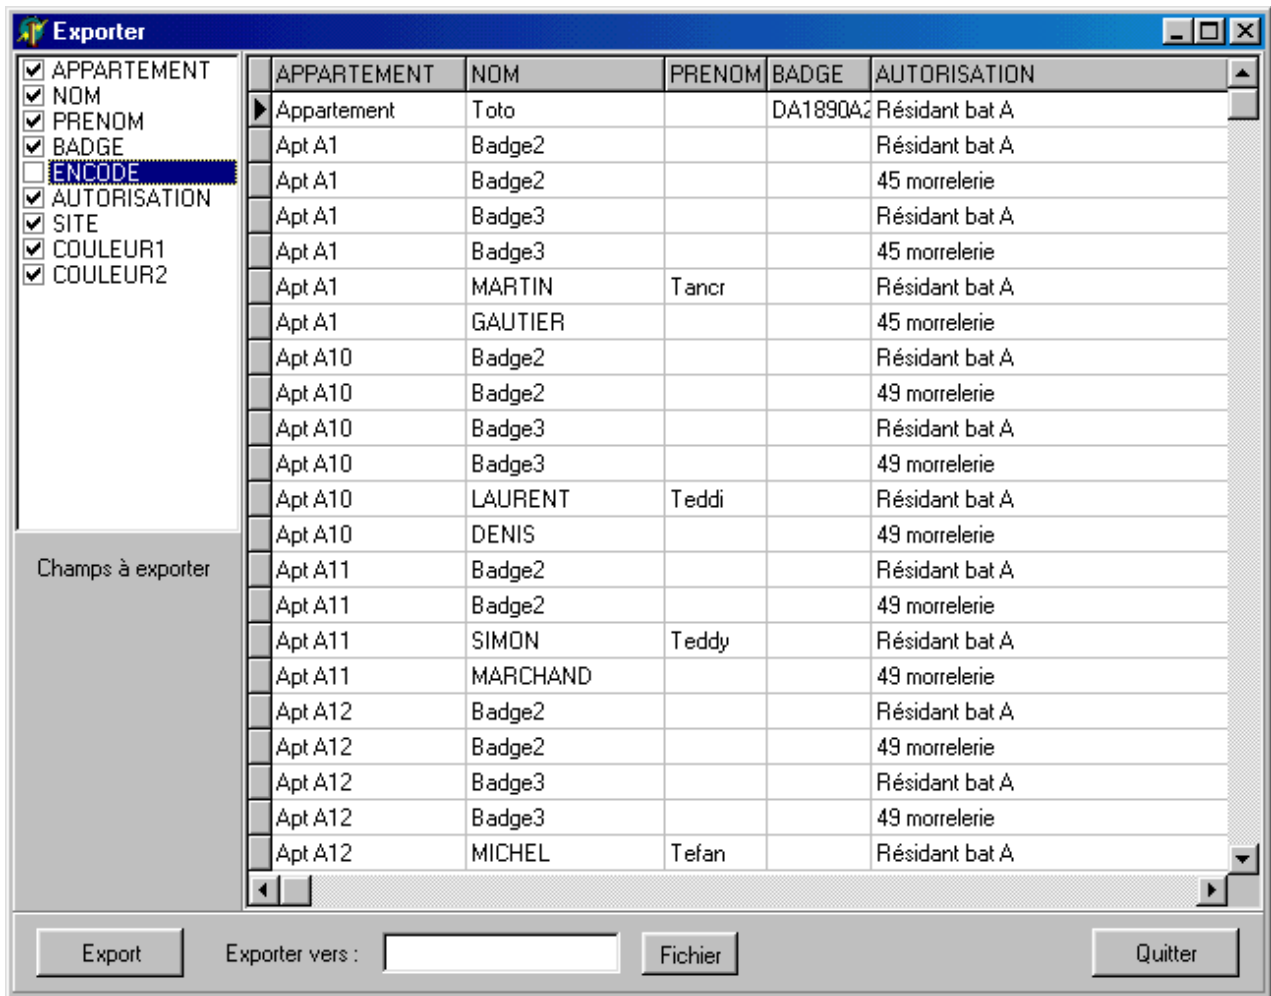 Exporter
APPARTEMENT
NOM
PRENOM
BADGE
ENCODE
AUTORISATION
SITE
COULEUR1
COULEUR2
Champs à exporter
APPARTEMENT NOM PRENOM BADGE AUTORISATION
Appartement Toto DA1890A2 Résidant bat A
Apt A1 Badge2 Résidant bat A
Apt A1 Badge2 45 morrelerie
Apt A1 Badge3 Résidant bat A
Apt A1 Badge3 45 morrelerie
Apt A1 MARTIN Tancr Résidant bat A
Apt A1 GAUTIER 45 morrelerie
Apt A10 Badge2 Résidant bat A
Apt A10 Badge2 49 morrelerie
Apt A10 Badge3 Résidant bat A
Apt A10 Badge3 49 morrelerie
Apt A10 LAURENT Teddi Résidant bat A
Apt A10 DENIS 49 morrelerie
Apt A11 Badge2 Résidant bat A
Apt A11 Badge2 49 morrelerie
Apt A11 SIMON Teddy Résidant bat A
Apt A11 MARCHAND 49 morrelerie
Apt A12 Badge2 Résidant bat A
Apt A12 Badge2 49 morrelerie
Apt A12 Badge3 Résidant bat A
Apt A12 Badge3 49 morrelerie
Apt A12 MICHEL Tefan Résidant bat A
Export Exporter vers : Fichier Quitter